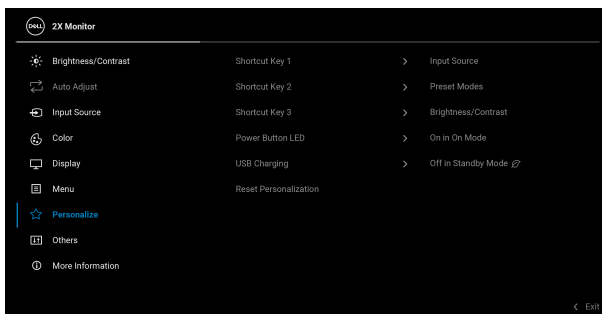 DELL 2X Monitor
Brightness/Contrast Shortcut Key 1 > Input Source
Auto Adjust Shortcut Key 2 > Preset Modes
Input Source Shortcut Key 3 > Brightness/Contrast
Color Power Button LED > On in On Mode
Display USB Charging > Off in Standby Mode
Menu Reset Personalization
Personalize
Others
More Information
< Exit